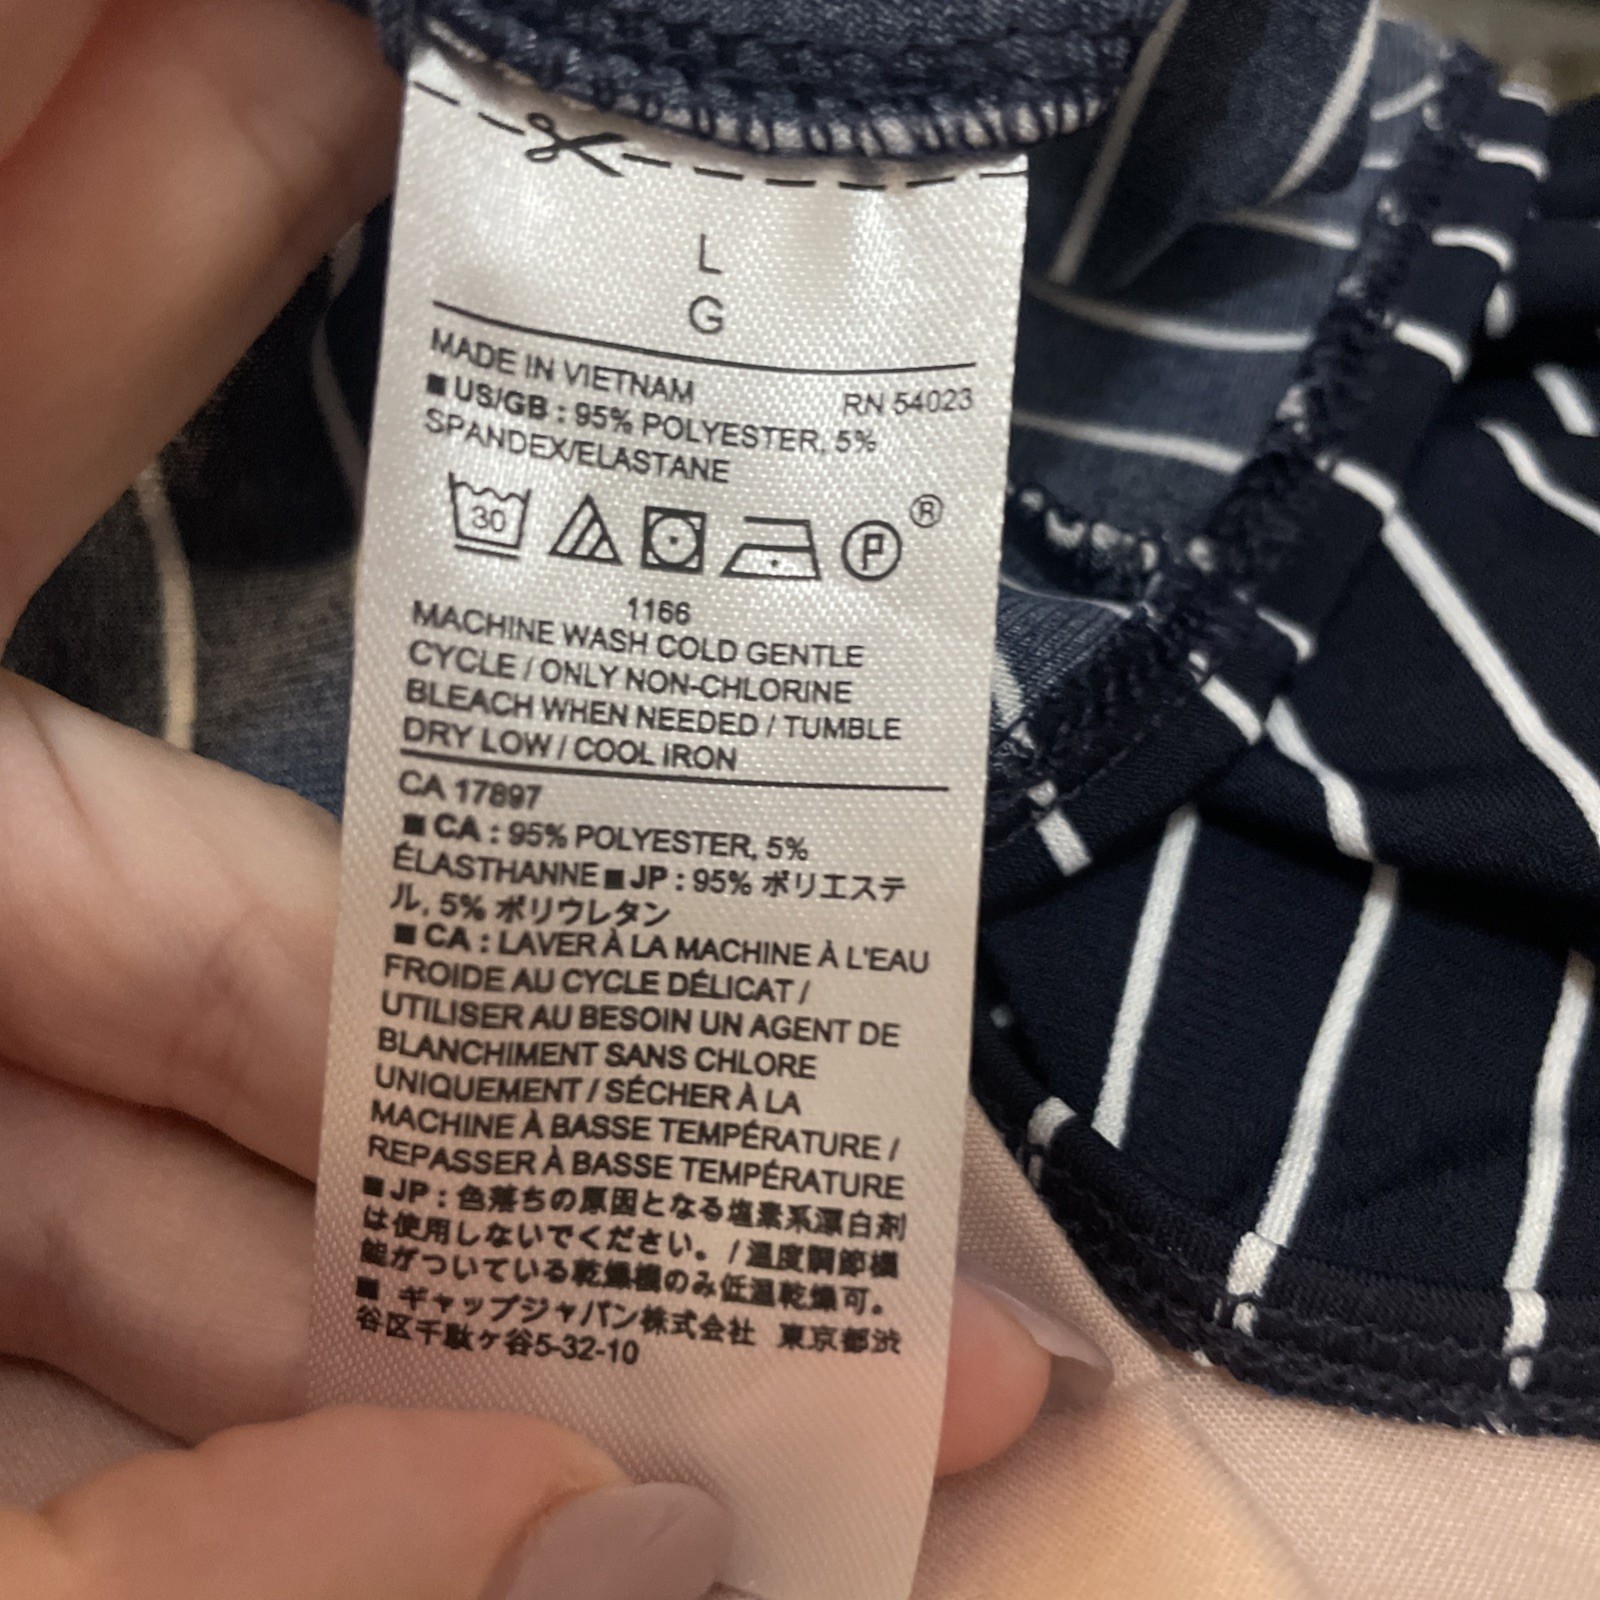 L
G
MADE IN VIETNAM
RN 54023
■ US/GB : 95% POLYESTER, 5%
SPANDEX/ELASTANE
30
P
®
1166
MACHINE WASH COLD GENTLE
CYCLE / ONLY NON-CHLORINE
BLEACH WHEN NEEDED / TUMBLE
DRY LOW / COOL IRON
CA 17897
■ CA : 95% POLYESTER, 5%
ÉLASTHANNE ■ JP : 95% ポリエステ
ル, 5% ポリウレタン
■ CA : LAVER À LA MACHINE À L'EAU
FROIDE AU CYCLE DÉLICAT /
UTILISER AU BESOIN UN AGENT DE
BLANCHIMENT SANS CHLORE
UNIQUEMENT / SÉCHER À LA
MACHINE À BASSE TEMPÉRATURE /
REPASSER À BASSE TEMPÉRATURE
■ JP : 色落ちの原因となる塩素系漂白剤
は使用しないでください。/ 温度調節機
能がついている乾燥機のみ低温乾燥可。
■ ギャップジャパン株式会社 東京都渋
谷区千駄ヶ谷5-32-10